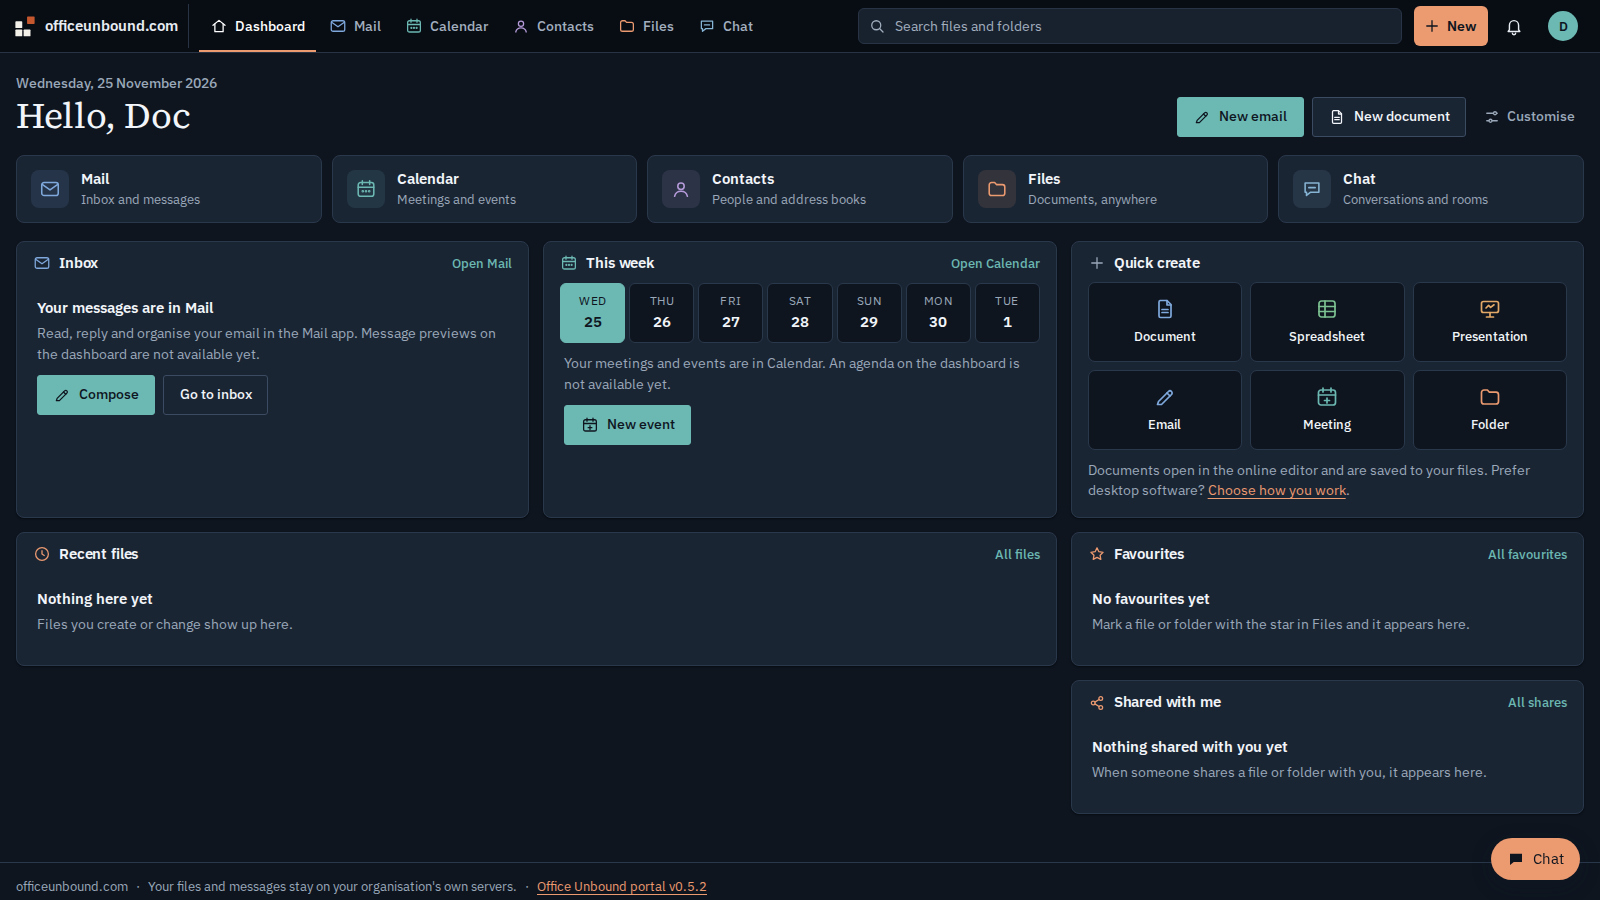 officeunbound.com
Dashboard
Mail
Calendar
Contacts
Files
Chat
Search files and folders
New
D
Wednesday, 25 November 2026
Hello, Doc
New email
New document
Customise
Mail
Inbox and messages
Calendar
Meetings and events
Contacts
People and address books
Files
Documents, anywhere
Chat
Conversations and rooms
Inbox
Open Mail
Your messages are in Mail
Read, reply and organise your email in the Mail app. Message previews on
the dashboard are not available yet.
Compose
Go to inbox
This week
Open Calendar
WED
25
THU
26
FRI
27
SAT
28
SUN
29
MON
30
TUE
1
Your meetings and events are in Calendar. An agenda on the dashboard is
not available yet.
New event
Quick create
Document
Spreadsheet
Presentation
Email
Meeting
Folder
Documents open in the online editor and are saved to your files. Prefer
desktop software? Choose how you work.
Recent files
All files
Nothing here yet
Files you create or change show up here.
Favourites
All favourites
No favourites yet
Mark a file or folder with the star in Files and it appears here.
Shared with me
All shares
Nothing shared with you yet
When someone shares a file or folder with you, it appears here.
Chat
officeunbound.com · Your files and messages stay on your organisation's own servers. · Office Unbound portal v0.5.2